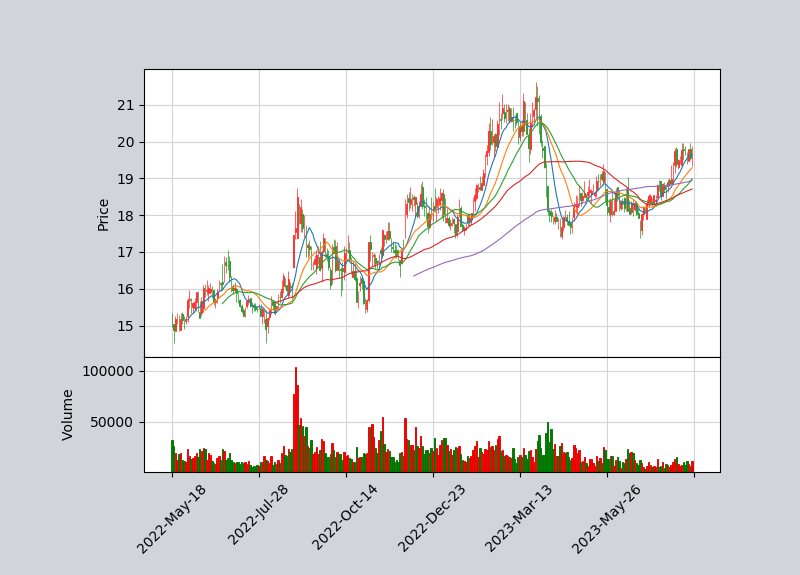 21
20
19
18
17
16
15
Price
100000
50000
Volume
2022-May-18
2022-Jul-28
2022-Oct-14
2022-Dec-23
2023-Mar-13
2023-May-26